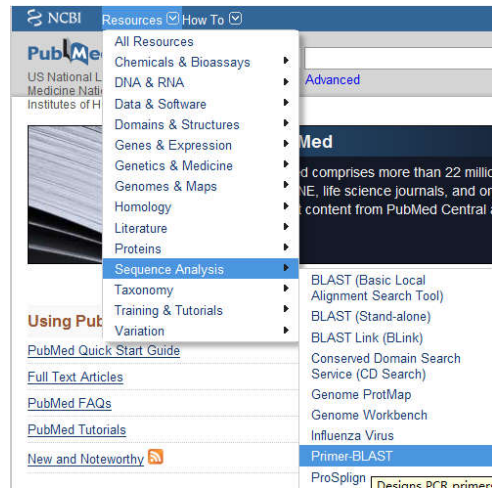 NCBI Resources How To
All Resources
Chemicals & Bioassays
DNA & RNA
Data & Software
Domains & Structures
Genes & Expression
Genetics & Medicine
Genomes & Maps
Homology
Literature
Proteins
Sequence Analysis
Taxonomy
Training & Tutorials
Variation
US National L
Medicine Nati
Institutes of H
Advanced
Med
d comprises more than 22 millio
NE, life science journals, and on
content from PubMed Central a
BLAST (Basic Local
Alignment Search Tool)
BLAST (Stand-alone)
BLAST Link (BLink)
Conserved Domain Search
Service (CD Search)
Genome ProtMap
Genome Workbench
Influenza Virus
Primer-BLAST
ProSplign
Designs PCR primers
Using Pub
PubMed Quick Start Guide
Full Text Articles
PubMed FAQs
PubMed Tutorials
New and Noteworthy